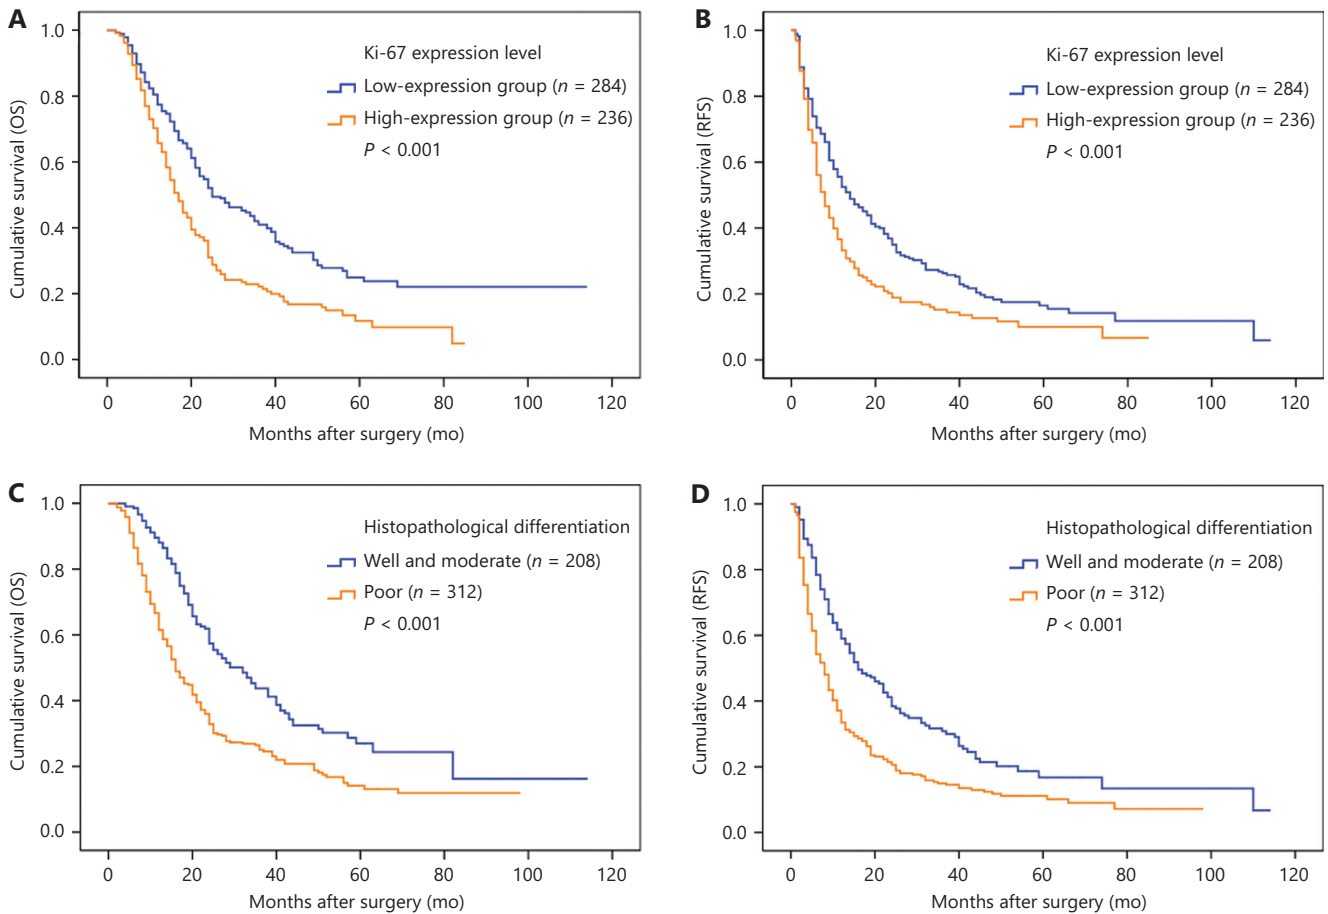 A
Cumulative survival (OS)
1.0
0.8
0.6
0.4
0.2
0.0
Ki-67 expression level
Low-expression group (n = 284)
High-expression group (n = 236)
P < 0.001
0 20 40 60 80 100 120
Months after surgery (mo)
B
Cumulative survival (RFS)
1.0
0.8
0.6
0.4
0.2
0.0
Ki-67 expression level
Low-expression group (n = 284)
High-expression group (n = 236)
P < 0.001
0 20 40 60 80 100 120
Months after surgery (mo)
C
Cumulative survival (OS)
1.0
0.8
0.6
0.4
0.2
0.0
Histopathological differentiation
Well and moderate (n = 208)
Poor (n = 312)
P < 0.001
0 20 40 60 80 100 120
Months after surgery (mo)
D
Cumulative survival (RFS)
1.0
0.8
0.6
0.4
0.2
0.0
Histopathological differentiation
Well and moderate (n = 208)
Poor (n = 312)
P < 0.001
0 20 40 60 80 100 120
Months after surgery (mo)